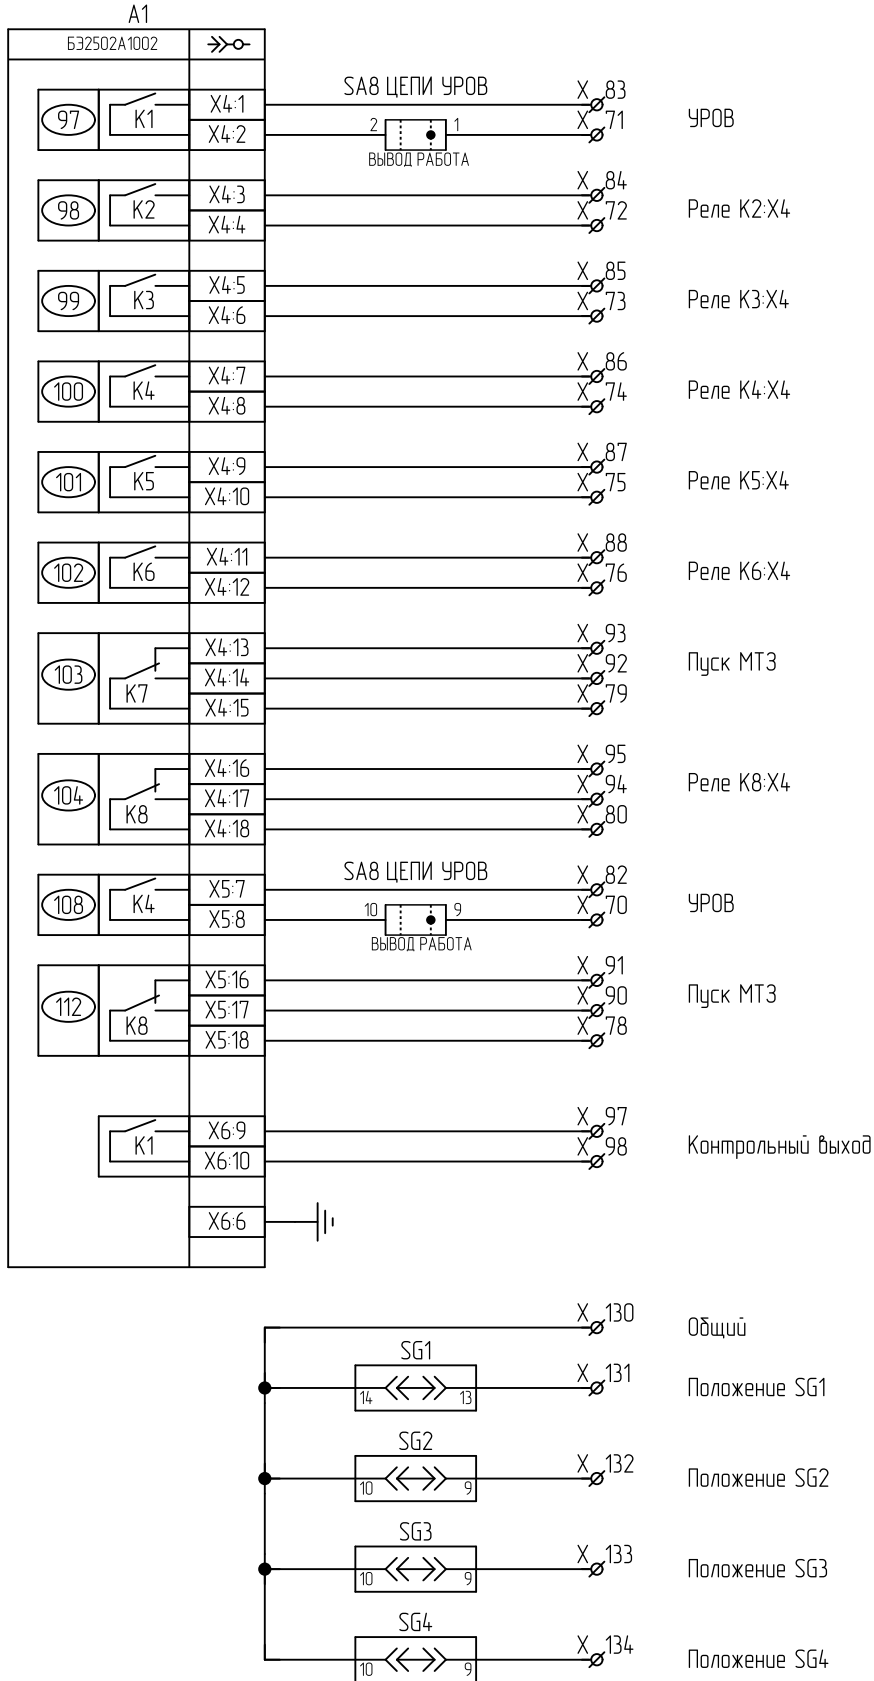 A1
БЭ2502А1002
SA8 ЦЕПИ УРОВ
97 K1 X4:1 X 83
X4:2 2 1 X 71 УРОВ
ВЫВОД РАБОТА
98 K2 X4:3 X 84
X4:4 X 72 Реле K2:X4
99 K3 X4:5 X 85
X4:6 X 73 Реле K3:X4
100 K4 X4:7 X 86
X4:8 X 74 Реле K4:X4
101 K5 X4:9 X 87
X4:10 X 75 Реле K5:X4
102 K6 X4:11 X 88
X4:12 X 76 Реле K6:X4
X4:13 X 93
103 K7 X4:14 X 92 Пуск МТЗ
X4:15 X 79
X4:16 X 95
104 K8 X4:17 X 94 Реле K8:X4
X4:18 X 80
SA8 ЦЕПИ УРОВ
108 K4 X5:7 X 82
X5:8 10 9 X 70 УРОВ
ВЫВОД РАБОТА
X5:16 X 91
112 K8 X5:17 X 90 Пуск МТЗ
X5:18 X 78
K1 X6:9 X 97
X6:10 X 98 Контрольный выход
X6:6
X 130 Общий
SG1
14 13 X 131 Положение SG1
SG2
10 9 X 132 Положение SG2
SG3
10 9 X 133 Положение SG3
SG4
10 9 X 134 Положение SG4